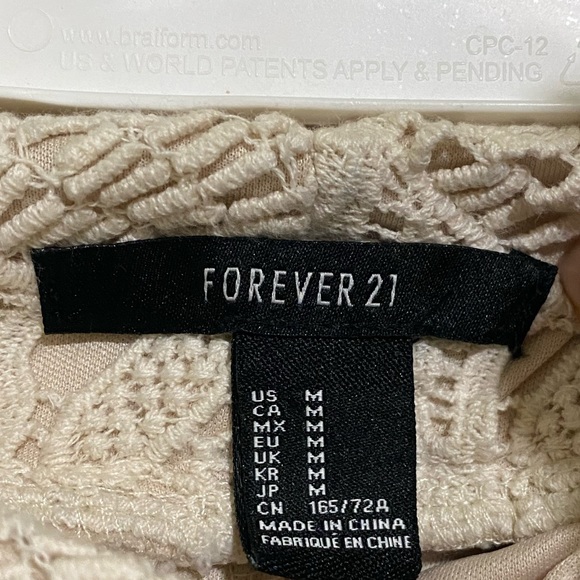 www.braiform.com
CPC-12
US & WORLD PATENTS APPLY & PENDING
FOREVER 21
US M
CA M
MX M
EU M
UK M
KR M
JP M
CN 165/72A
MADE IN CHINA
FABRIQUÉ EN CHINE